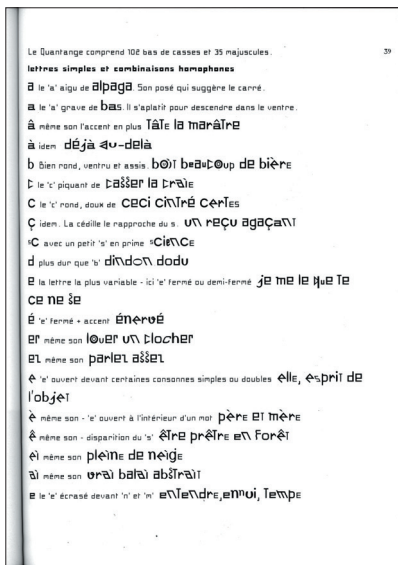 Le Quantange comprend 102 bas de casses et 35 majuscules.
39
lettres simples et combinaisons homophones
a le 'a' aigu de alpaga. Son posé qui suggère le carré.
a le 'a' grave de bas. Il s'aplatit pour descendre dans le ventre.
â même son l'accent en plus Tâte la marâtre
à idem déjà au-delà
b Bien rond, ventru et assis. boit beaucoup de bière
c le 'c' piquant de casser la craie
c le 'c' rond, doux de ceci cintré certes
ç idem. La cédille le rapproche du s. un reçu agaçant
sc avec un petit 's' en prime science
d plus dur que 'b' dindon dodu
e la lettre la plus variable - ici 'e' fermé ou demi-fermé je me le que te
ce ne se
é 'e' fermé + accent énervé
er même son louer un clocher
ez même son parlez assez
e 'e' ouvert devant certaines consonnes simples ou doubles elle, esprit de
l'objet
è même son - 'e' ouvert à l'intérieur d'un mot père et mère
ê même son - disparition du 's' être prêtre en forêt
ei même son pleine de neige
ai même son vrai balai abstrait
e le 'e' écrasé devant 'n' et 'm' entendre, ennui, tempe